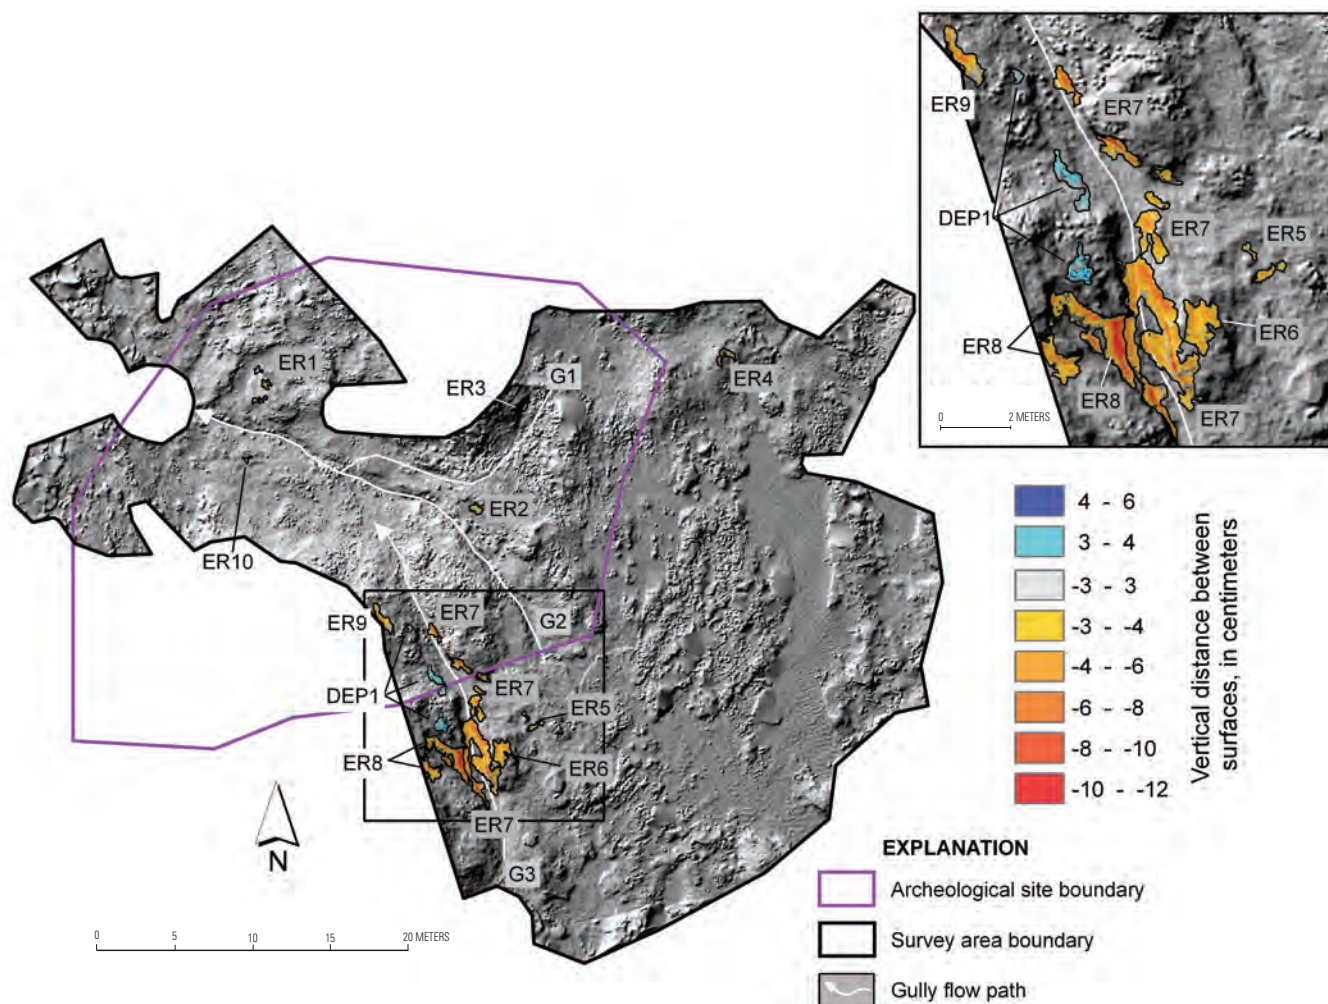 ER9
ER7
DEP1
ER7
ER5
ER8
ER6
ER8
ER7
0 2 METERS
ER1
ER3
G1
ER4
ER2
ER10
ER9
ER7
G2
DEP1
ER7
ER5
ER8
ER6
ER7
G3
N
0 5 10 15 20 METERS
4 - 6
3 - 4
-3 - 3
-3 - -4
-4 - -6
-6 - -8
-8 - -10
-10 - -12
Vertical distance between
surfaces, in centimeters
EXPLANATION
Archeological site boundary
Survey area boundary
Gully flow path